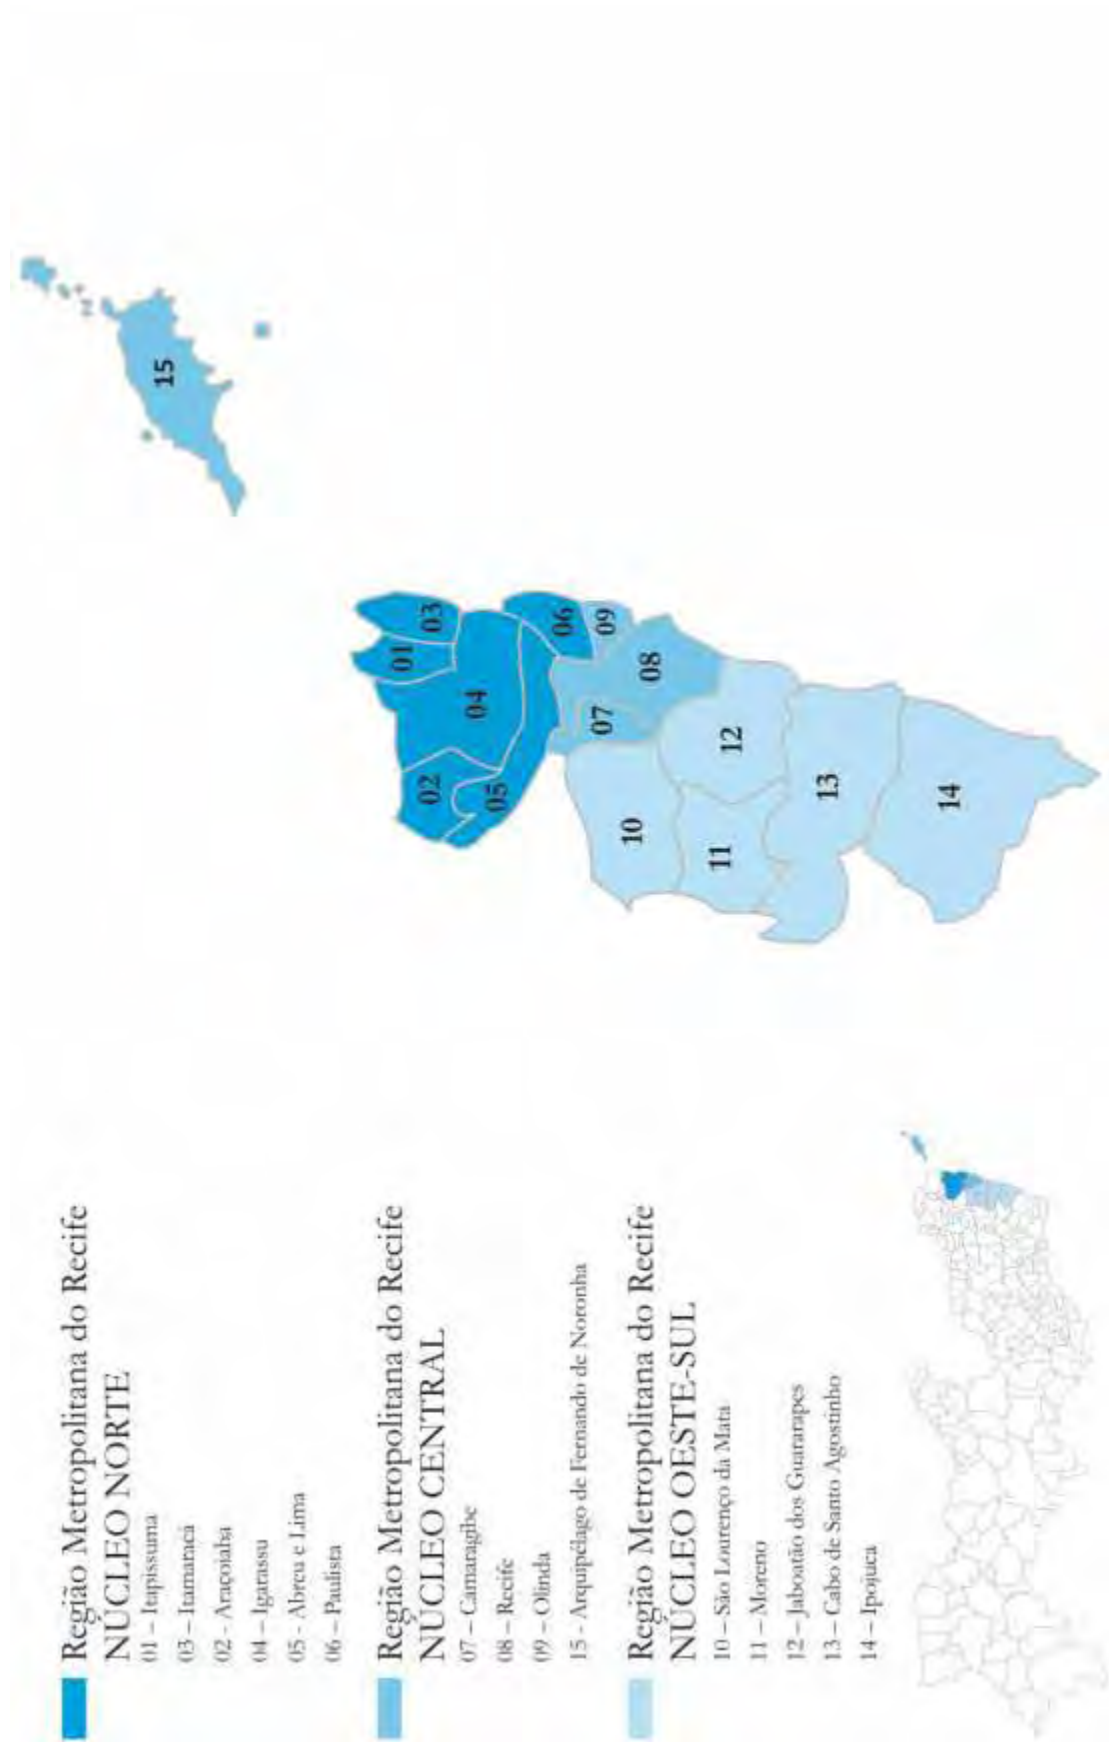 Região Metropolitana do Recife
NÚCLEO NORTE
01 – Itapissuma
03 – Itamaracá
02 - Araçoiaba
04 – Igarassu
05 - Abreu e Lima
06 – Paulista
Região Metropolitana do Recife
NÚCLEO CENTRAL
07 – Camaragibe
08 – Recife
09 – Olinda
15 - Arquipélago de Fernando de Noronha
Região Metropolitana do Recife
NÚCLEO OESTE-SUL
10 – São Lourenço da Mata
11 – Moreno
12 – Jaboatão dos Guararapes
13 – Cabo de Santo Agostinho
14 – Ipojuca
15
01
03
02
04
05
06
09
07
08
10
12
11
13
14